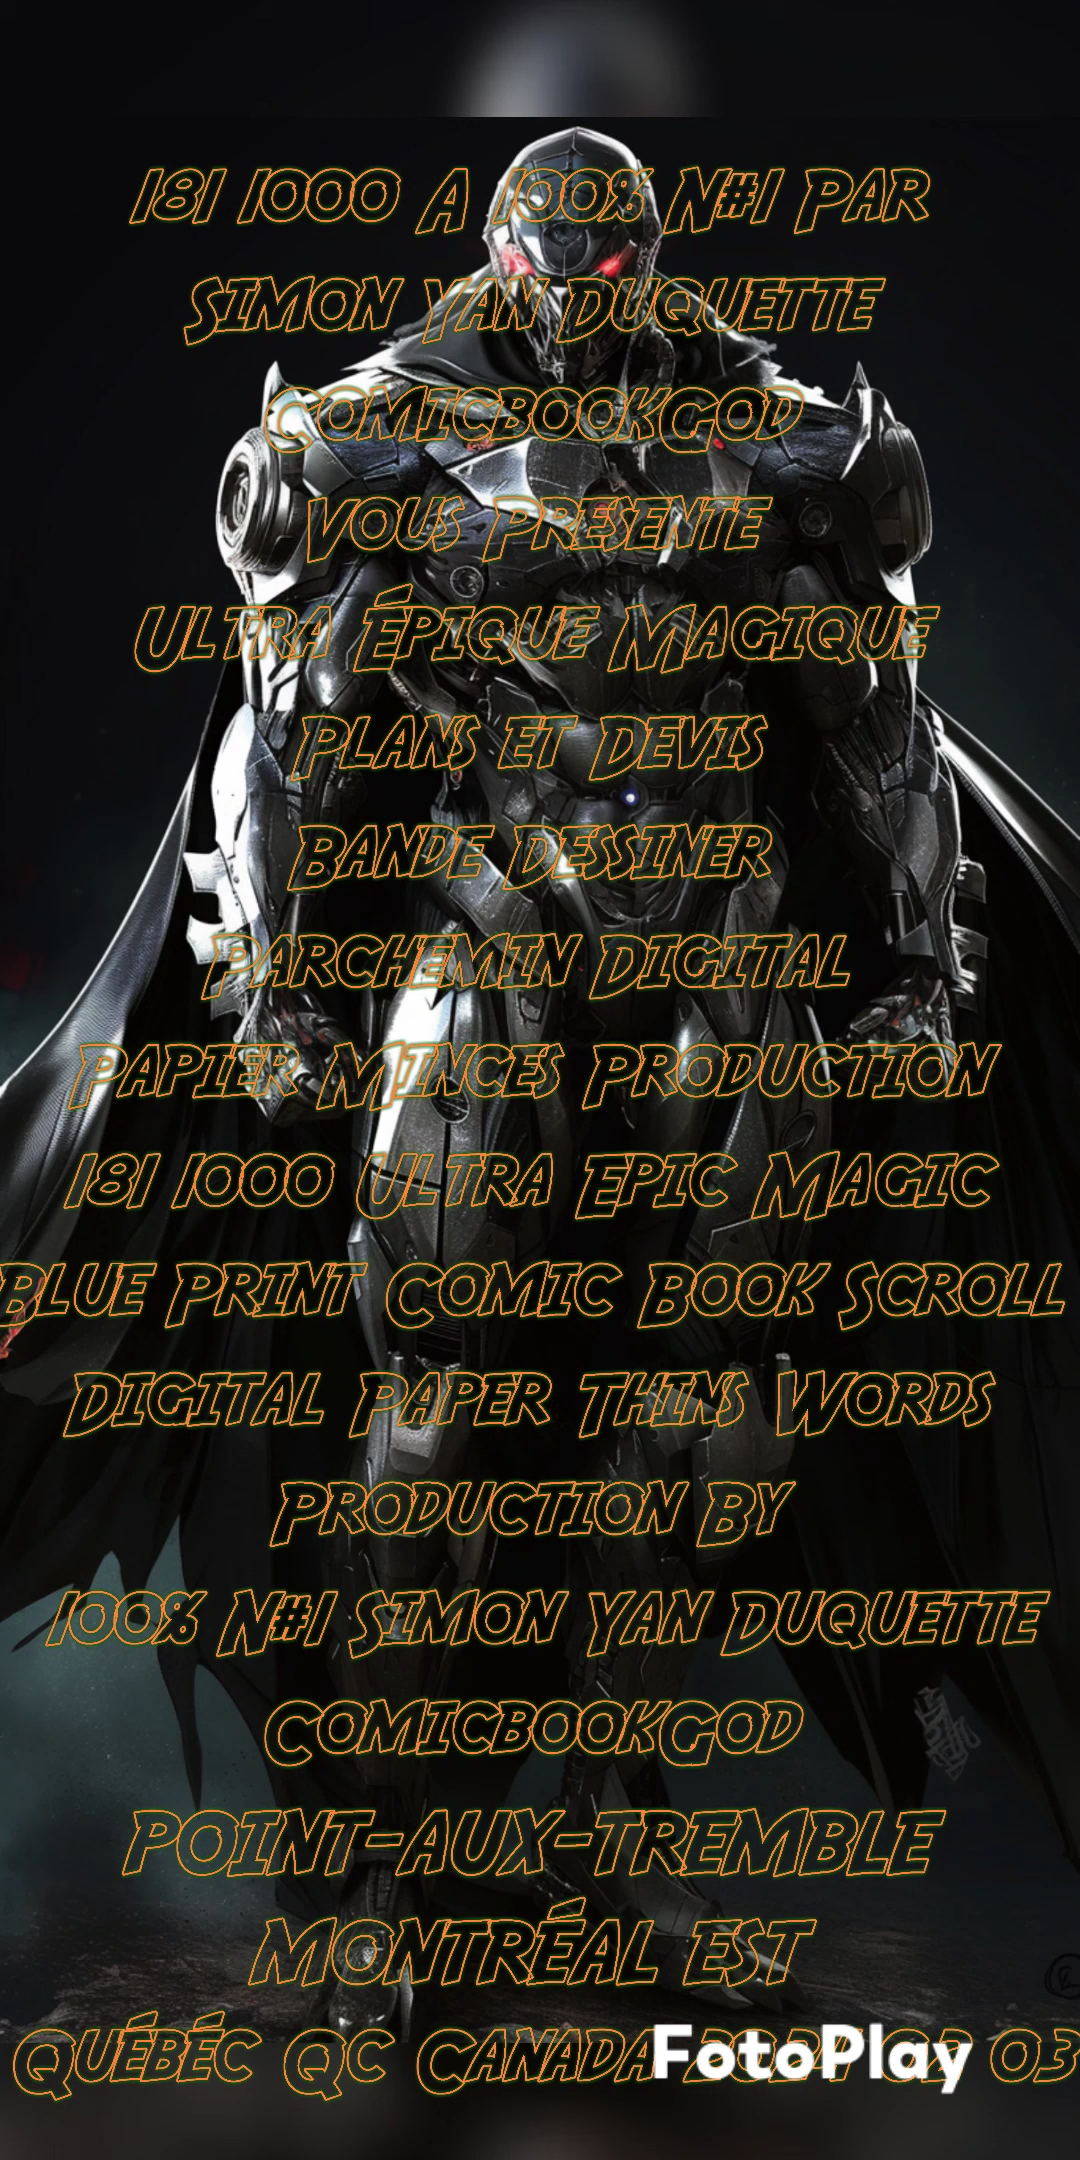 181 1000 A 100% N#1 Par
Simon Yan Duquette
ComicbookGod
Vous Presente
Ultra Épique Magique
Plans et Devis
Bande Dessiner
Parchemin Digital
Papier Minces Production
181 1000 Ultra Epic Magic
Blue Print Comic Book Scroll
Digital Paper Thins Words
Production By
100% N#1 Simon Yan Duquette
ComicbookGod
Point-aux-Tremble
Montréal Est
Québéc QC Canada 03
FotoPlay